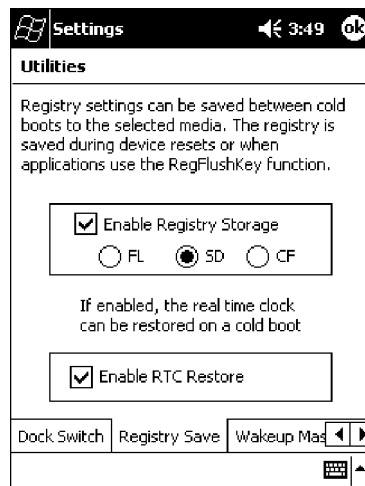 Settings 3:49 ok
Utilities
Registry settings can be saved between cold
boots to the selected media. The registry is
saved during device resets or when
applications use the RegFlushKey function.
Enable Registry Storage
FL SD CF
If enabled, the real time clock
can be restored on a cold boot
Enable RTC Restore
Dock Switch Registry Save Wakeup Mas